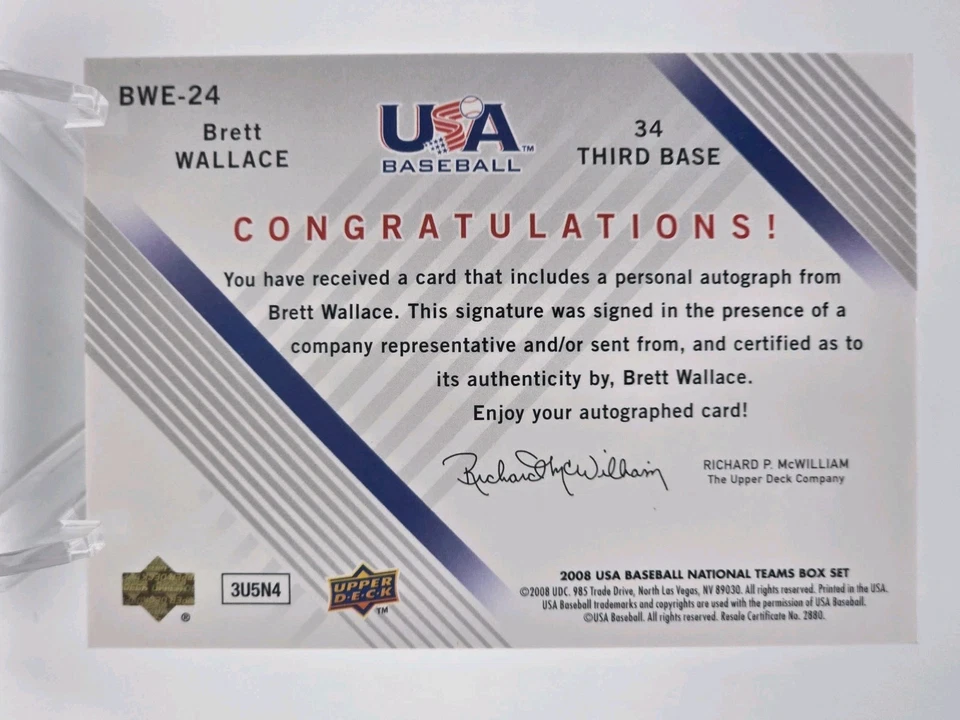 BWE-24
Brett
WALLACE
USA
BASEBALL
TM
34
THIRD BASE
CONGRATULATIONS!
You have received a card that includes a personal autograph from
Brett Wallace. This signature was signed in the presence of a
company representative and/or sent from, and certified as to
its authenticity by, Brett Wallace.
Enjoy your autographed card!
Richard McWilliam
RICHARD P. McWILLIAM
The Upper Deck Company
®
3U5N4
UPPER
D·E·C·K
TM
2008 USA BASEBALL NATIONAL TEAMS BOX SET
©2008 UDC. 985 Trade Drive, North Las Vegas, NV 89030. All rights reserved. Printed in the USA.
USA Baseball trademarks and copyrights are used with the permission of USA Baseball.
©USA Baseball. All rights reserved. Resale Certificate No. 2880.